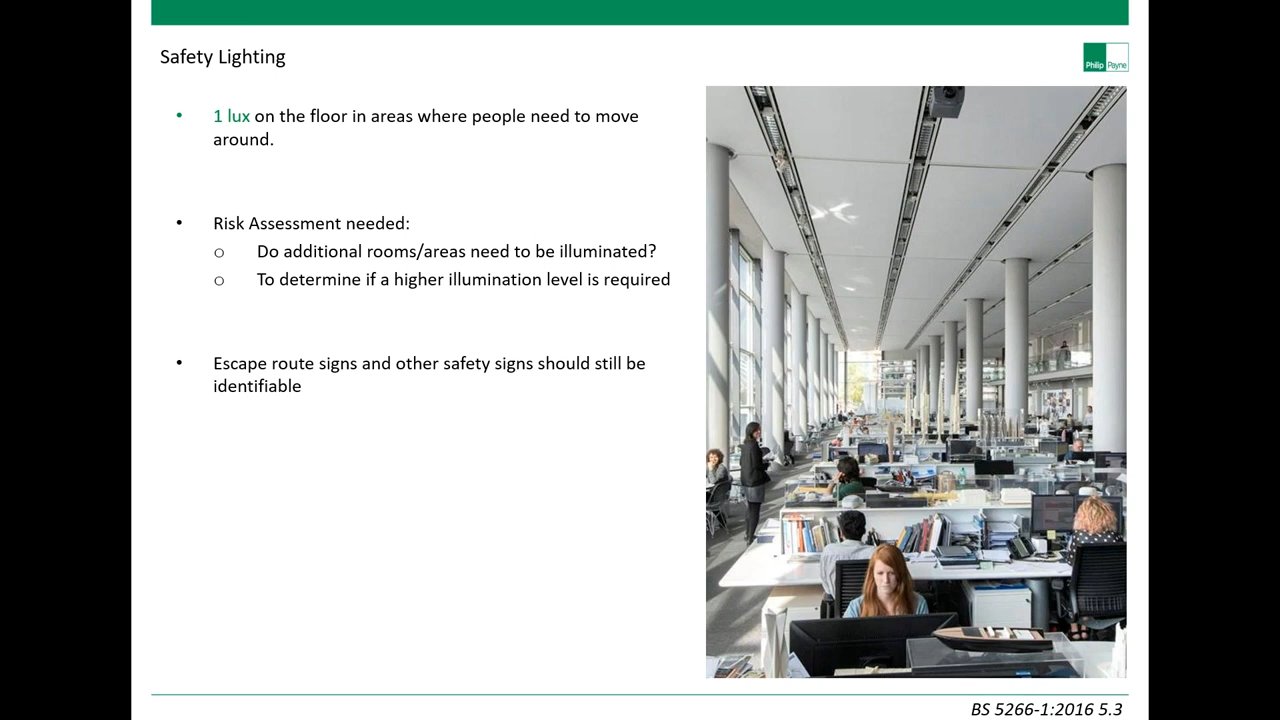 Safety Lighting
Philip Payne
• 1 lux on the floor in areas where people need to move
around.
• Risk Assessment needed:
o Do additional rooms/areas need to be illuminated?
o To determine if a higher illumination level is required
• Escape route signs and other safety signs should still be
identifiable
BS 5266-1:2016 5.3